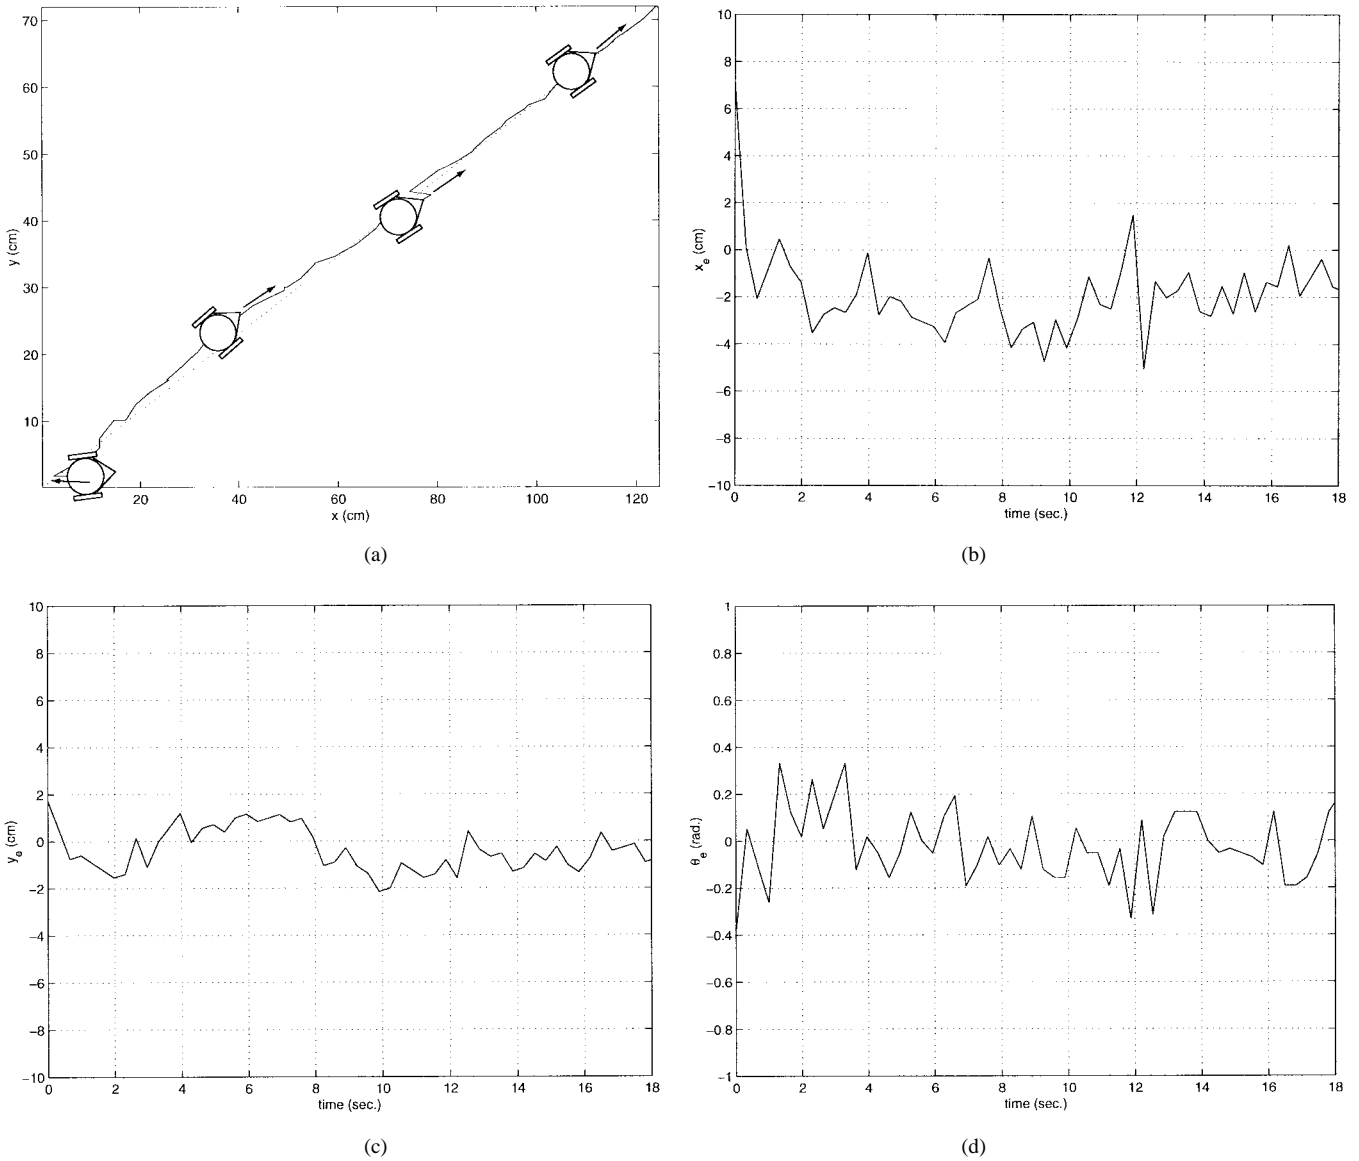 70
60
50
40
30
20
10
y (cm)
20 40 60 80 100 120
x (cm)
(a)
10
8
6
4
2
0
−2
−4
−6
−8
−10
x_e (cm)
0 2 4 6 8 10 12 14 16 18
time (sec.)
(b)
10
8
6
4
2
0
−2
−4
−6
−8
−10
y_e (cm)
0 2 4 6 8 10 12 14 16 18
time (sec.)
(c)
1
0.8
0.6
0.4
0.2
0
−0.2
−0.4
−0.6
−0.8
−1
θ_e (rad.)
0 2 4 6 8 10 12 14 16 18
time (sec.)
(d)